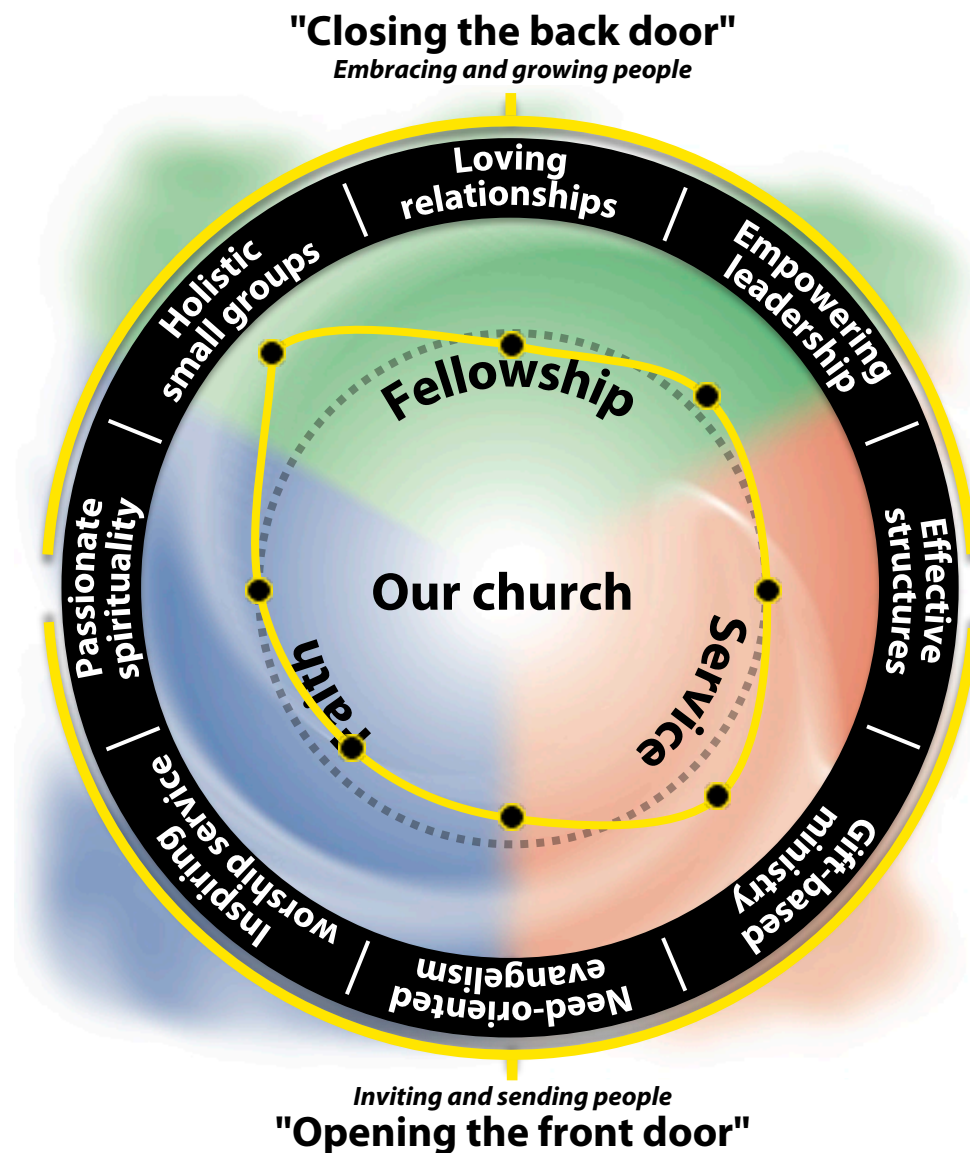 "Closing the back door"
Embracing and growing people
Loving
relationships
Empowering
leadership
Effective
structures
Gift-based
ministry
Need-oriented
evangelism
Inspiring
worship service
Passionate
spirituality
Holistic
small groups
Fellowship
Our church
Service
Faith
Inviting and sending people
"Opening the front door"